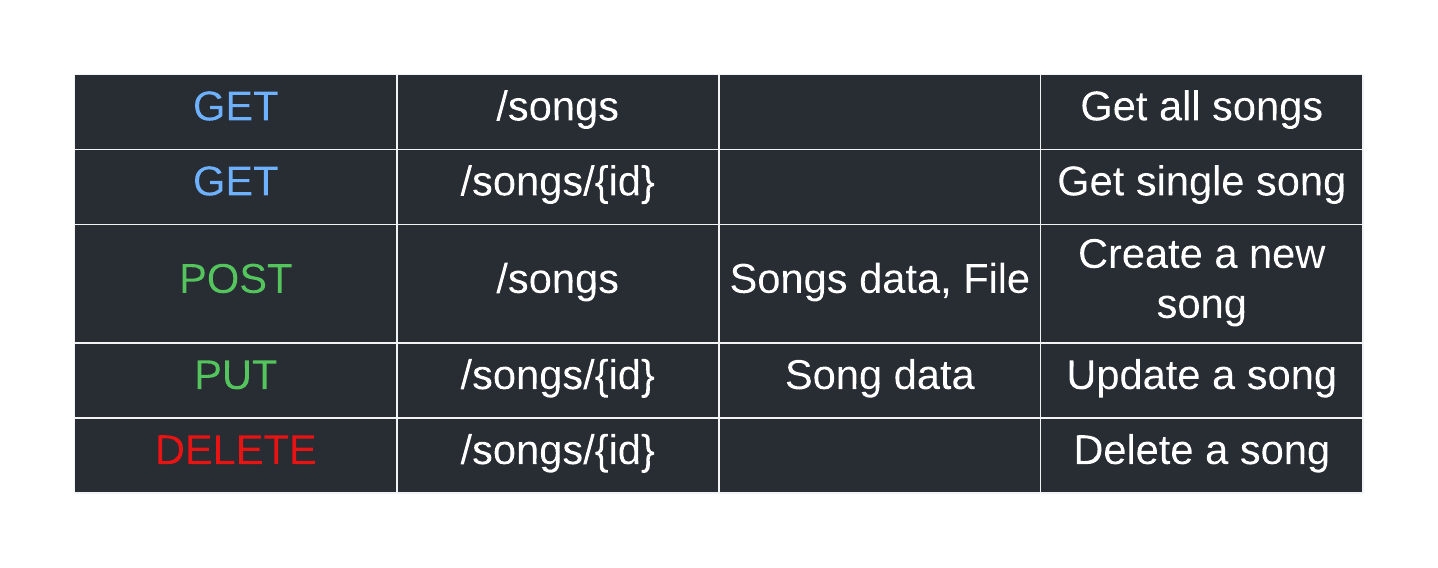 GET /songs Get all songs
GET /songs/{id} Get single song
POST /songs Songs data, File Create a new
song
PUT /songs/{id} Song data Update a song
DELETE /songs/{id} Delete a song